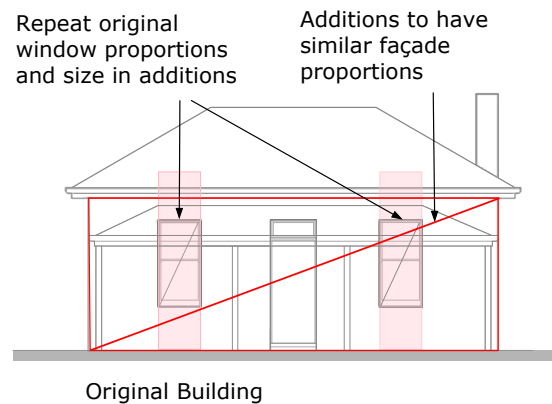 Repeat original
window proportions
and size in additions
Additions to have
similar façade
proportions
Original Building